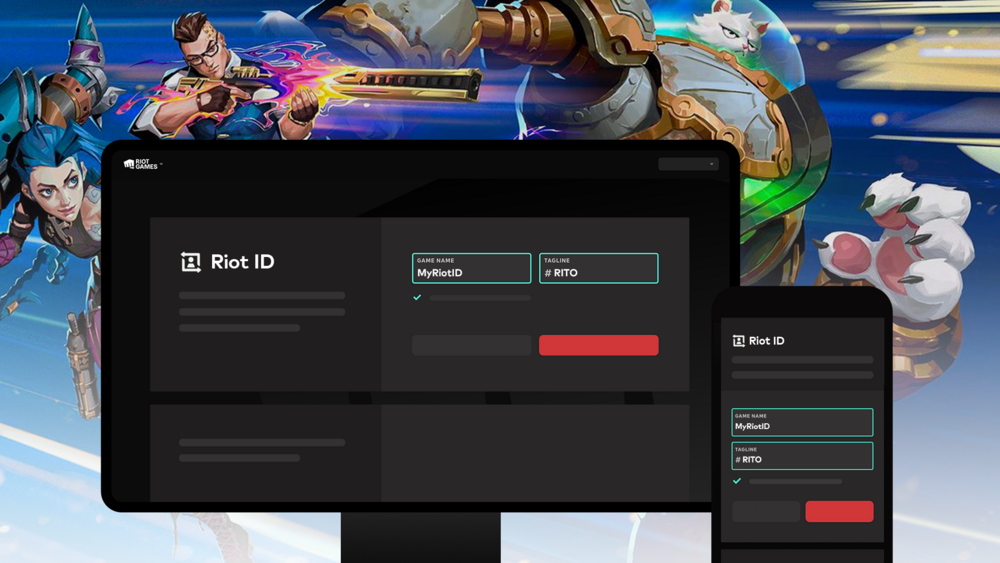 RIOT
GAMES
Riot ID
GAME NAME
MyRiotID
TAGLINE
# RITO
Riot ID
GAME NAME
MyRiotID
TAGLINE
# RITO